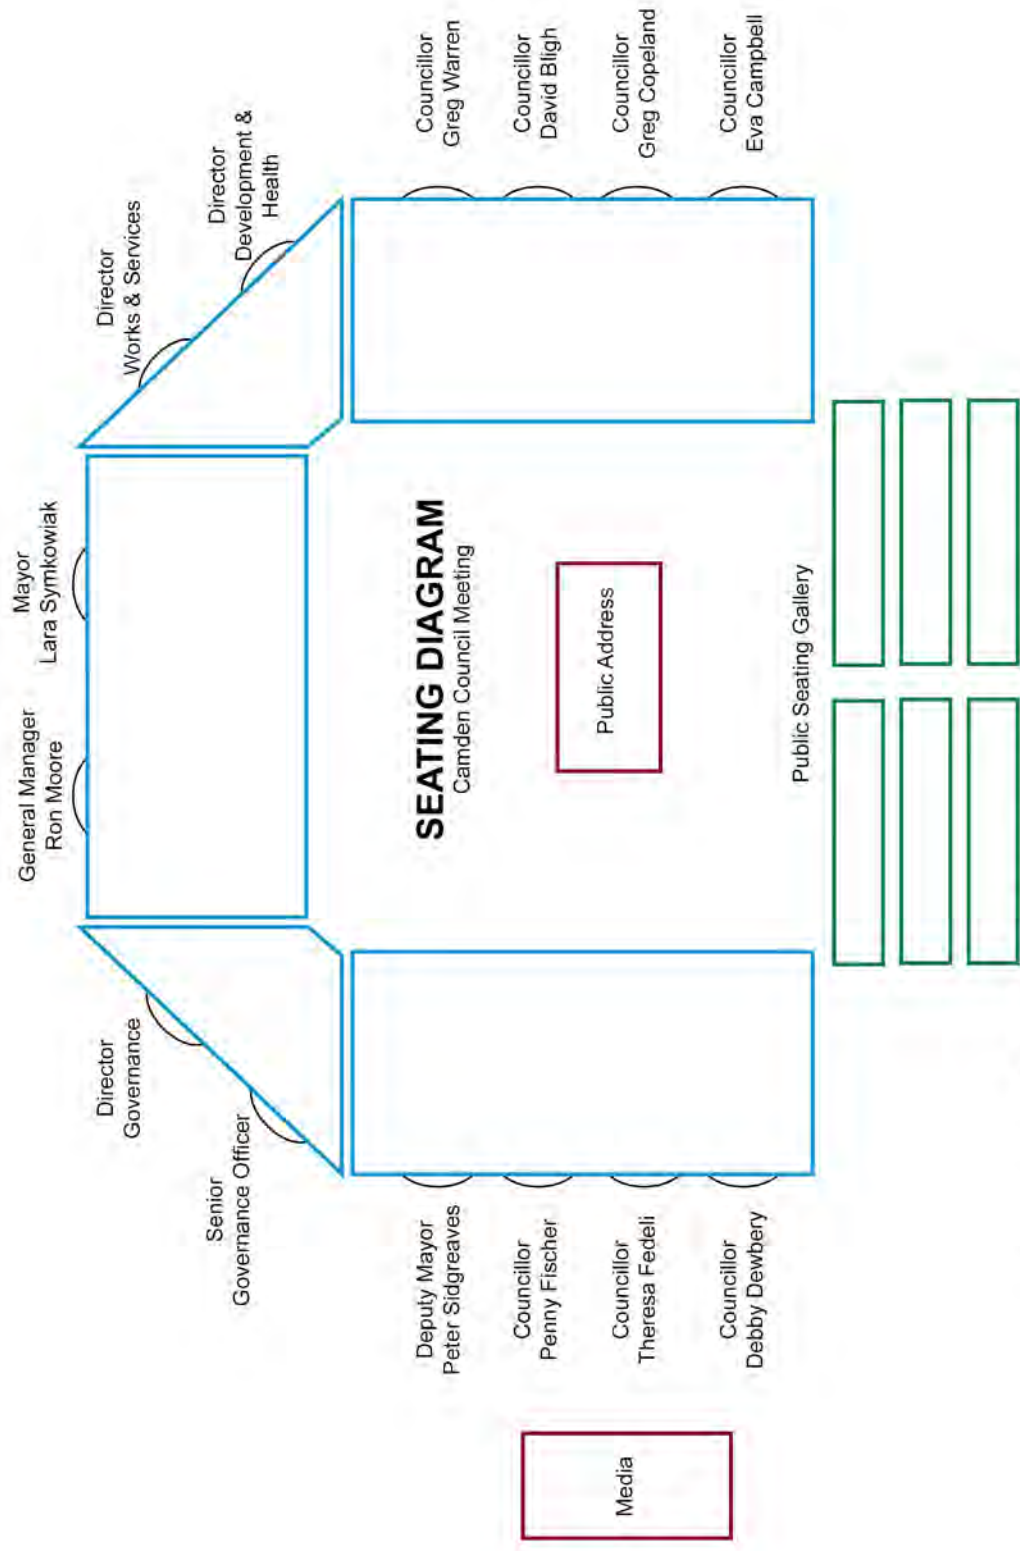 General Manager
Ron Moore
Mayor
Lara Symkowiak
Director
Governance
Director
Works & Services
Senior
Governance Officer
Director
Development &
Health
SEATING DIAGRAM
Camden Council Meeting
Deputy Mayor
Peter Sidgreaves
Councillor
Greg Warren
Councillor
Penny Fischer
Councillor
David Bligh
Councillor
Theresa Fedeli
Councillor
Greg Copeland
Councillor
Debby Dewbery
Councillor
Eva Campbell
Media
Public Address
Public Seating Gallery